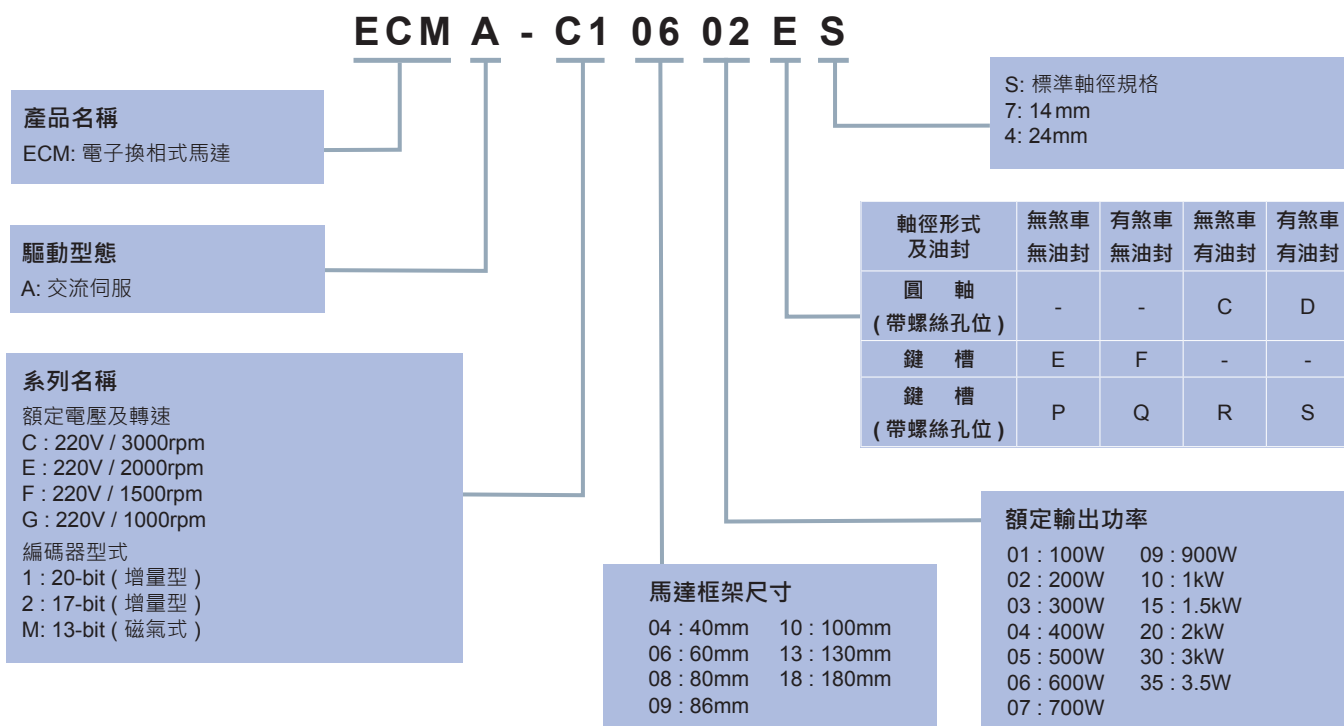 ECM A - C1 06 02 E S
產品名稱
ECM: 電子換相式馬達
驅動型態
A: 交流伺服
系列名稱
額定電壓及轉速
C : 220V / 3000rpm
E : 220V / 2000rpm
F : 220V / 1500rpm
G : 220V / 1000rpm
編碼器型式
1 : 20-bit ( 增量型 )
2 : 17-bit ( 增量型 )
M: 13-bit ( 磁氣式 )
馬達框架尺寸
04 : 40mm 10 : 100mm
06 : 60mm 13 : 130mm
08 : 80mm 18 : 180mm
09 : 86mm
額定輸出功率
01 : 100W 09 : 900W
02 : 200W 10 : 1kW
03 : 300W 15 : 1.5kW
04 : 400W 20 : 2kW
05 : 500W 30 : 3kW
06 : 600W 35 : 3.5W
07 : 700W
軸徑形式 無煞車 有煞車 無煞車 有煞車
及油封 無油封 無油封 有油封 有油封
圓 軸
( 帶螺絲孔位 ) - - C D
鍵 槽 E F - -
鍵 槽
( 帶螺絲孔位 ) P Q R S
S: 標準軸徑規格
7: 14 mm
4: 24mm